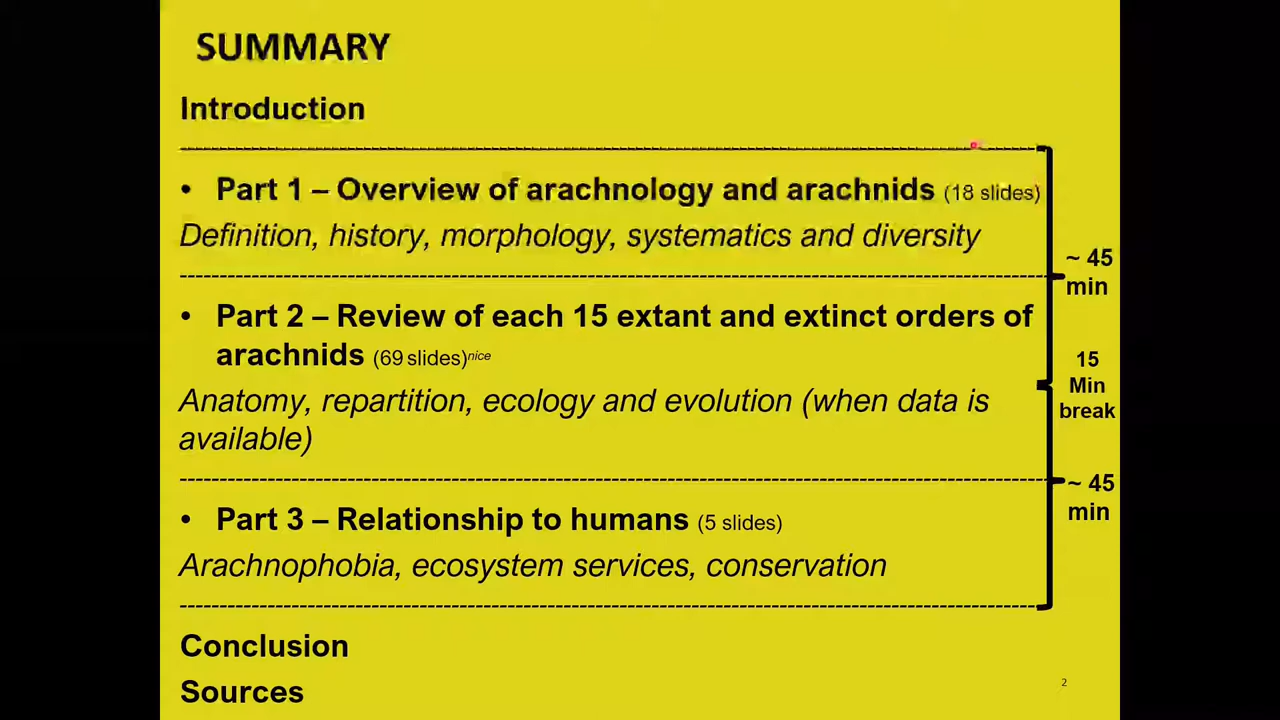 SUMMARY
Introduction
• Part 1 – Overview of arachnology and arachnids (18 slides)
Definition, history, morphology, systematics and diversity
~ 45
min
• Part 2 – Review of each 15 extant and extinct orders of
arachnids (69 slides)nice
15
Min
break
Anatomy, repartition, ecology and evolution (when data is
available)
~ 45
min
• Part 3 – Relationship to humans (5 slides)
Arachnophobia, ecosystem services, conservation
Conclusion
Sources
2